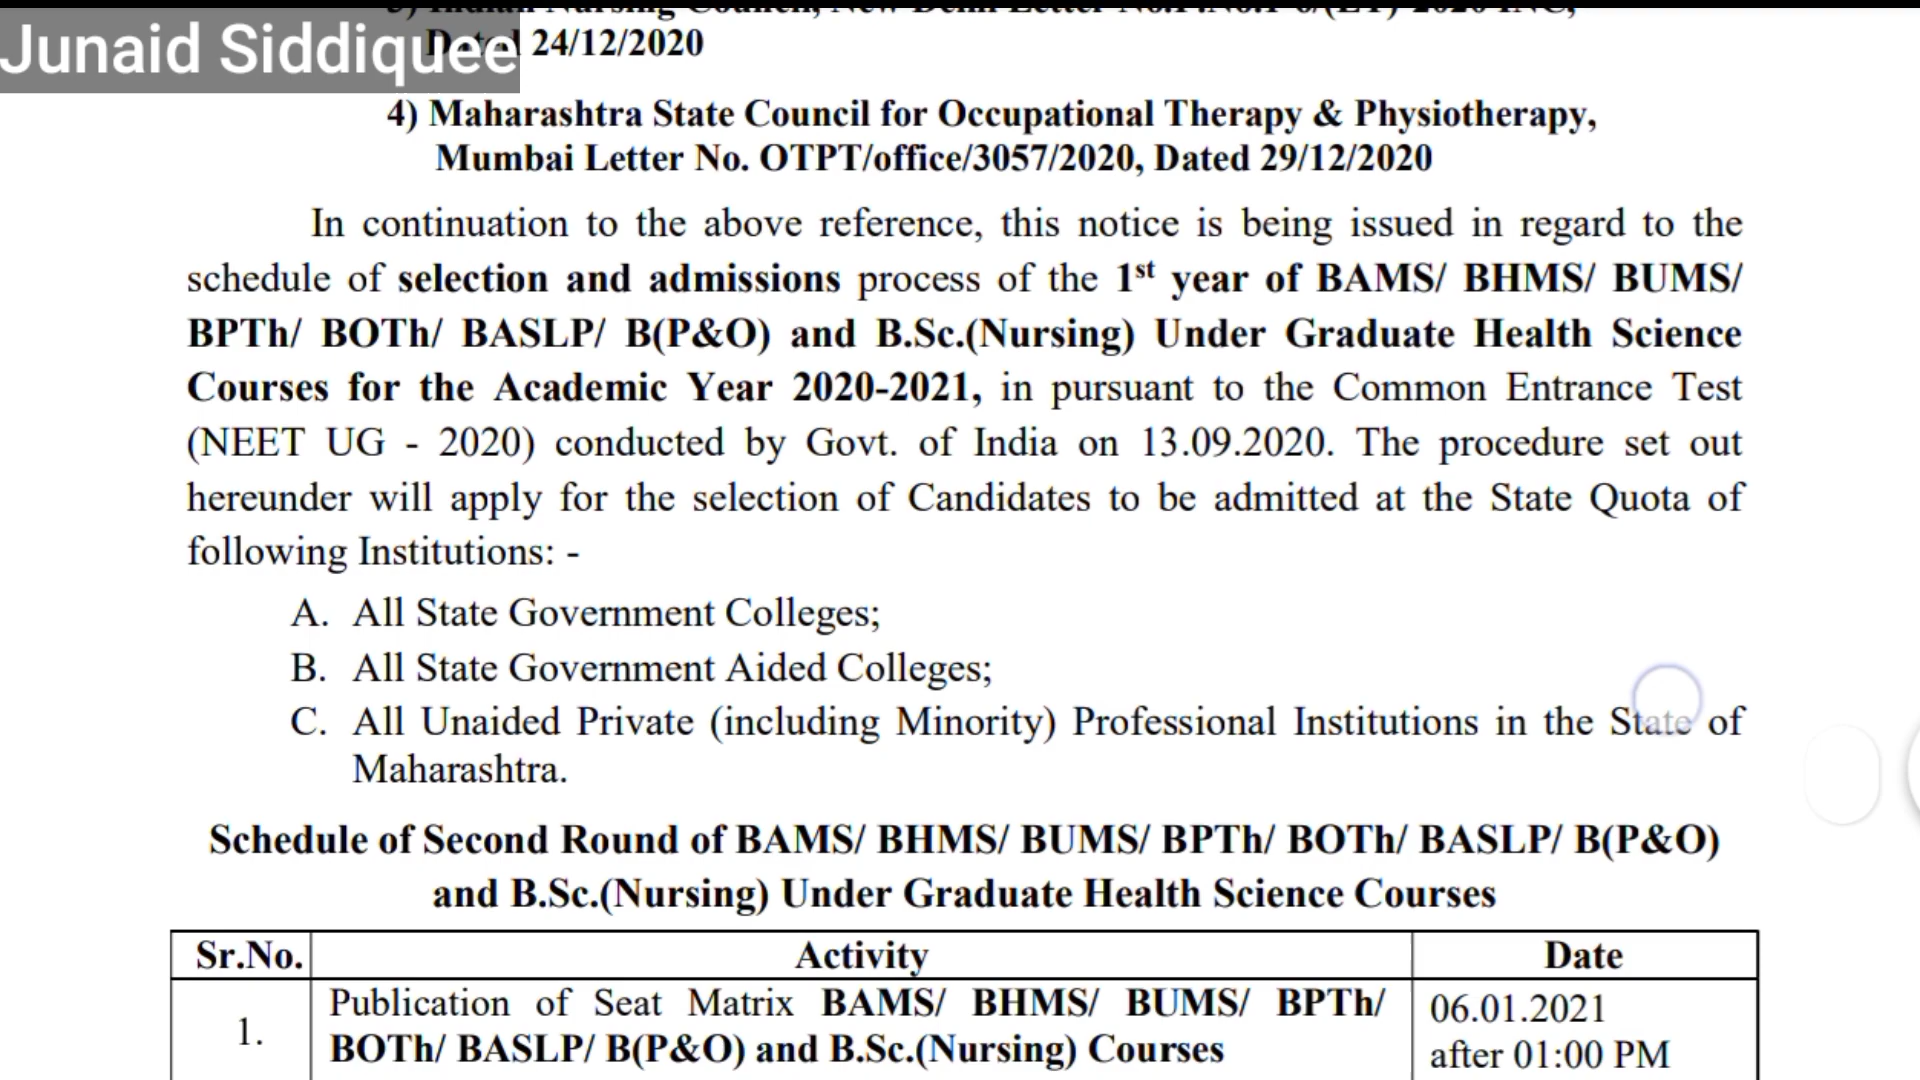 3) Indian Nursing Council, New Delhi Letter
Junaid Siddiquee
24/12/2020
4) Maharashtra State Council for Occupational Therapy & Physiotherapy,
Mumbai Letter No. OTPT/office/3057/2020, Dated 29/12/2020
In continuation to the above reference, this notice is being issued in regard to the
schedule of selection and admissions process of the 1st year of BAMS/ BHMS/ BUMS/
BPTh/ BOTh/ BASLP/ B(P&O) and B.Sc.(Nursing) Under Graduate Health Science
Courses for the Academic Year 2020-2021, in pursuant to the Common Entrance Test
(NEET UG - 2020) conducted by Govt. of India on 13.09.2020. The procedure set out
hereunder will apply for the selection of Candidates to be admitted at the State Quota of
following Institutions: -
A. All State Government Colleges;
B. All State Government Aided Colleges;
C. All Unaided Private (including Minority) Professional Institutions in the State of
Maharashtra.
Schedule of Second Round of BAMS/ BHMS/ BUMS/ BPTh/ BOTh/ BASLP/ B(P&O)
and B.Sc.(Nursing) Under Graduate Health Science Courses
Sr.No. Activity Date
1. Publication of Seat Matrix BAMS/ BHMS/ BUMS/ BPTh/ 06.01.2021
BOTh/ BASLP/ B(P&O) and B.Sc.(Nursing) Courses after 01:00 PM